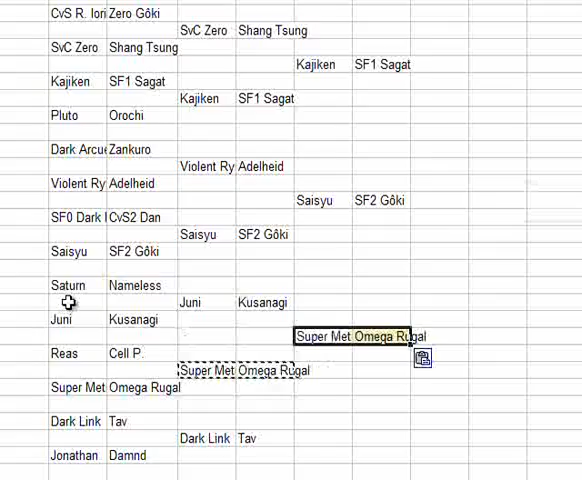 CvS R. Iori Zero Gôki
SvC Zero Shang Tsung
SvC Zero Shang Tsung
Kajiken SF1 Sagat
Kajiken SF1 Sagat
Kajiken SF1 Sagat
Pluto Orochi
Dark Arcue Zankuro
Violent Ry Adelheid
Violent Ry Adelheid
Saisyu SF2 Gôki
SF0 Dark CvS2 Dan
Saisyu SF2 Gôki
Saisyu SF2 Gôki
Saturn Nameless
Juni Kusanagi
Juni Kusanagi
Super Met Omega Rugal
Reas Cell P.
Super Met Omega Rugal
Super Met Omega Rugal
Dark Link Tav
Dark Link Tav
Jonathan Damnd